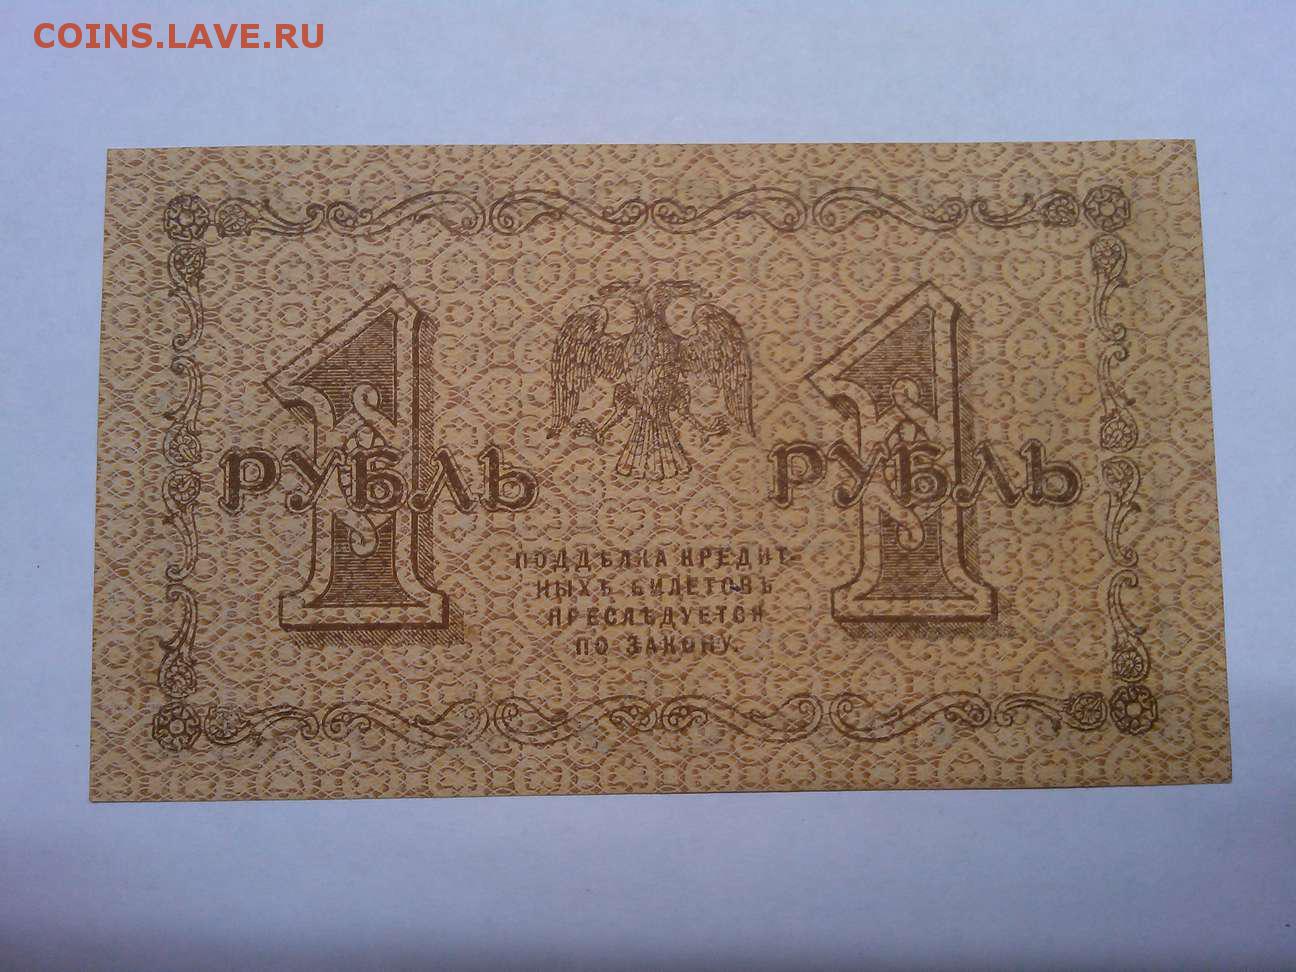 COINS.LAVE.RU
1 1
РУБЛЬ РУБЛЬ
ПОДДѢЛКА КРЕДИТ-
НЫХЪ БИЛЕТОВЪ
ПРЕСЛѢДУЕТСЯ
ПО ЗАКОНУ.